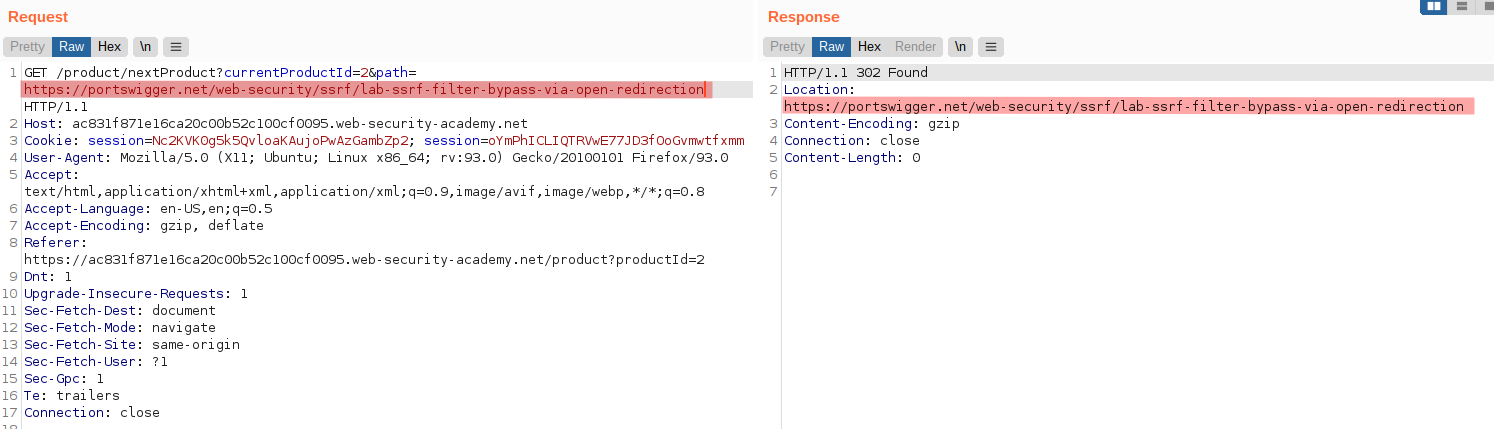 Request
Pretty Raw Hex \n
1 GET /product/nextProduct?currentProductId=2&path=
https://portswigger.net/web-security/ssrf/lab-ssrf-filter-bypass-via-open-redirection
HTTP/1.1
2 Host: ac831f871e16ca20c00b52c100cf0095.web-security-academy.net
3 Cookie: session=Nc2KVK0g5k5QvloaKAujoPwAzGambZp2; session=oYmPhICLIQTRVwE77JD3fOoGvmwtfxmm
4 User-Agent: Mozilla/5.0 (X11; Ubuntu; Linux x86_64; rv:93.0) Gecko/20100101 Firefox/93.0
5 Accept:
text/html,application/xhtml+xml,application/xml;q=0.9,image/avif,image/webp,*/*;q=0.8
6 Accept-Language: en-US,en;q=0.5
7 Accept-Encoding: gzip, deflate
8 Referer:
https://ac831f871e16ca20c00b52c100cf0095.web-security-academy.net/product?productId=2
9 Dnt: 1
10 Upgrade-Insecure-Requests: 1
11 Sec-Fetch-Dest: document
12 Sec-Fetch-Mode: navigate
13 Sec-Fetch-Site: same-origin
14 Sec-Fetch-User: ?1
15 Sec-Gpc: 1
16 Te: trailers
17 Connection: close
18
Response
Pretty Raw Hex Render \n
1 HTTP/1.1 302 Found
2 Location:
https://portswigger.net/web-security/ssrf/lab-ssrf-filter-bypass-via-open-redirection
3 Content-Encoding: gzip
4 Connection: close
5 Content-Length: 0
6
7